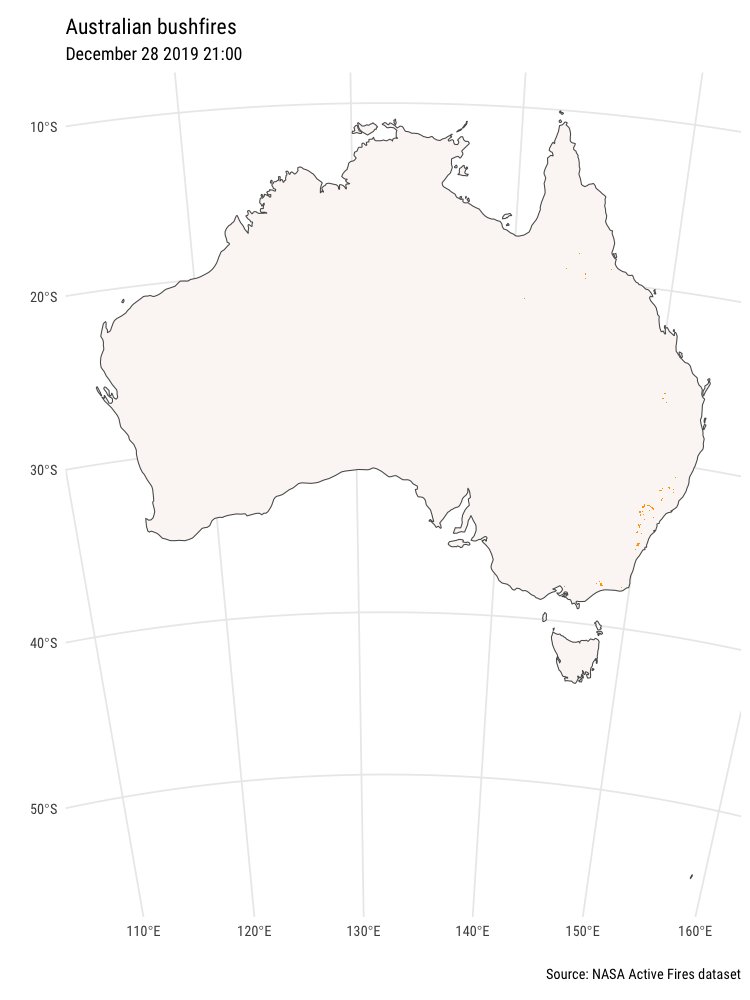 Australian bushfires
December 28 2019 21:00
10°S
20°S
30°S
40°S
50°S
110°E 120°E 130°E 140°E 150°E 160°E
Source: NASA Active Fires dataset